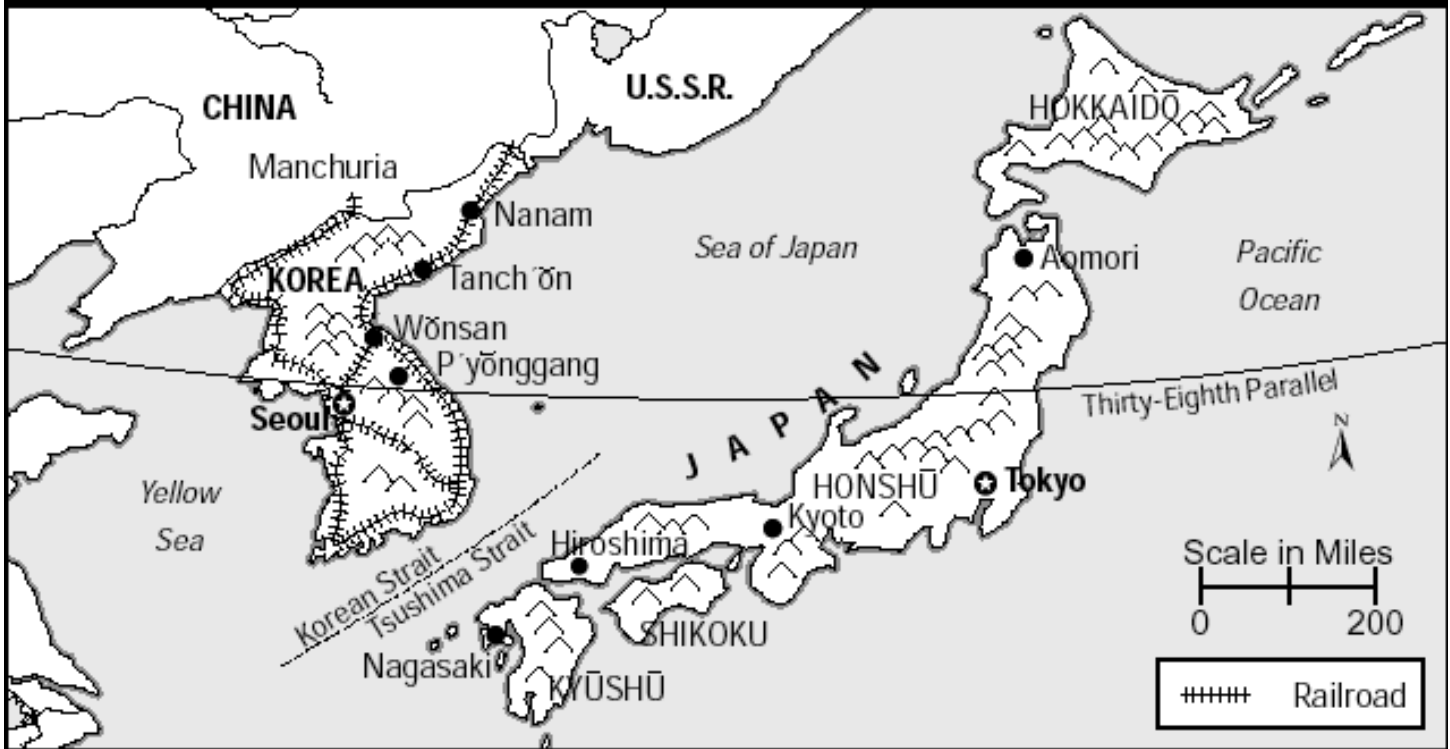 CHINA
U.S.S.R.
HOKKAIDŌ
Manchuria
Nanam
Sea of Japan
Aomori
Pacific
Ocean
KOREA
Tanch´ŏn
Wŏnsan
P´yŏnggang
Thirty-Eighth Parallel
Seoul
JAPAN
N
Yellow
Sea
HONSHŪ
Tokyo
Kyoto
Hiroshima
Korean Strait
Tsushima Strait
Scale in Miles
0 200
SHIKOKU
Nagasaki
KYŪSHŪ
Railroad